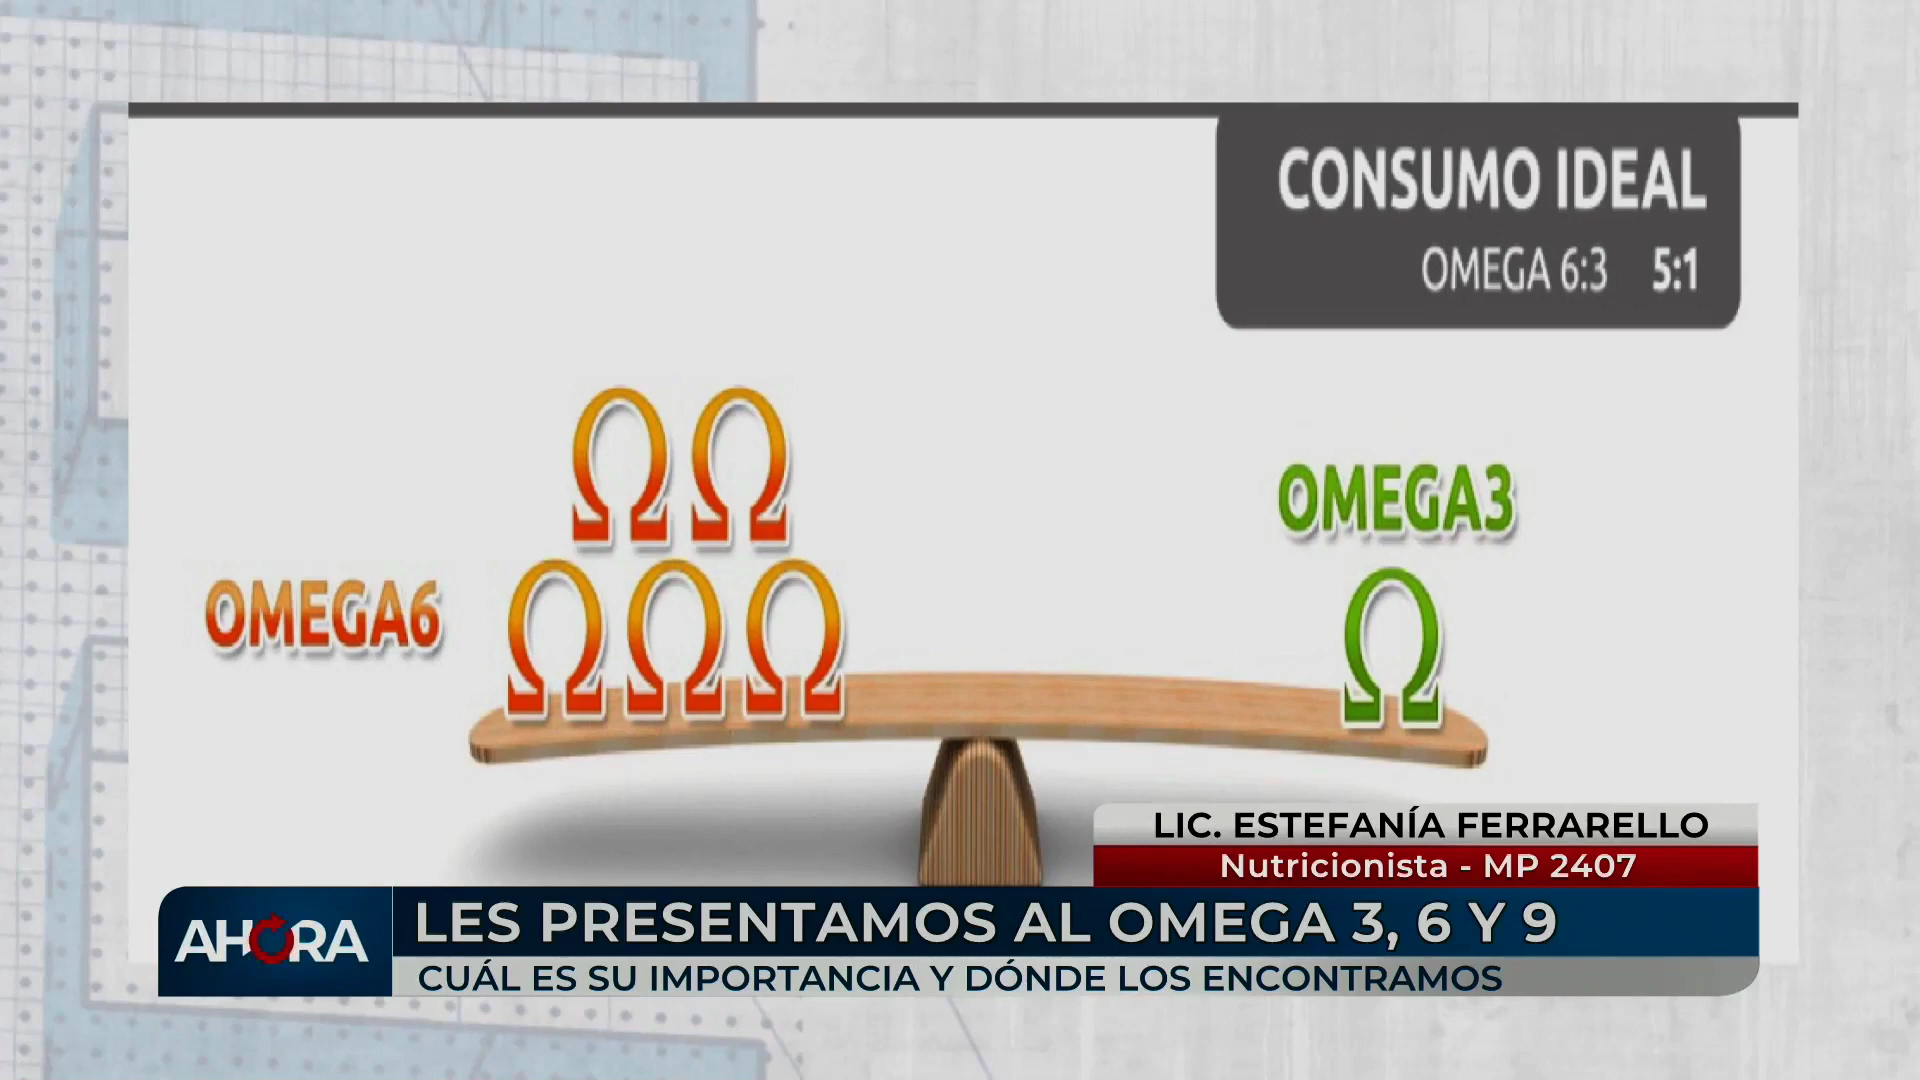 CONSUMO IDEAL
OMEGA 6:3 5:1
Ω Ω
OMEGA3
Ω Ω Ω
Ω
OMEGA6
LIC. ESTEFANÍA FERRARELLO
Nutricionista - MP 2407
AHORA
LES PRESENTAMOS AL OMEGA 3, 6 Y 9
CUÁL ES SU IMPORTANCIA Y DÓNDE LOS ENCONTRAMOS